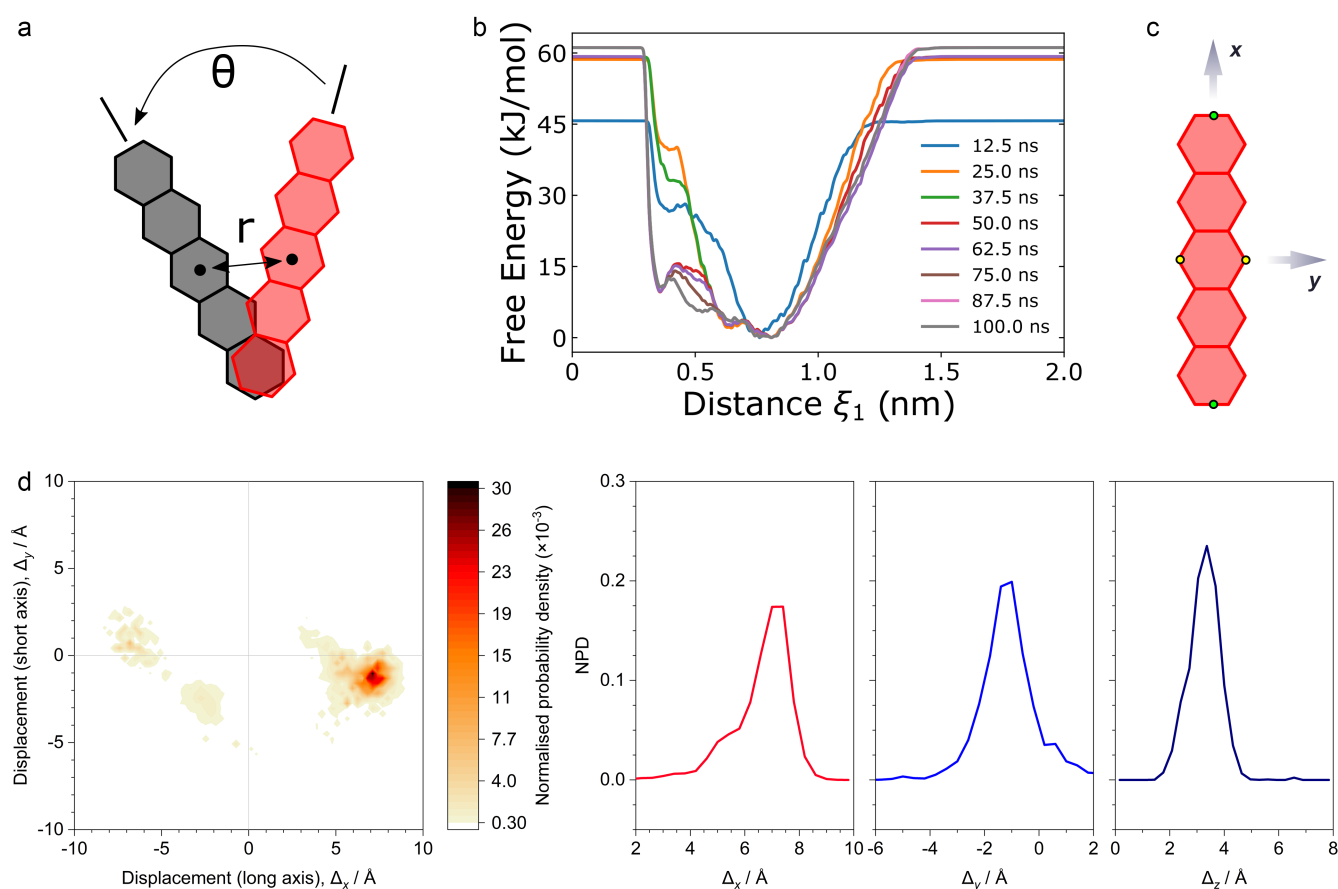 a
θ
r
b
Free Energy (kJ/mol)
60
45
30
15
0
12.5 ns
25.0 ns
37.5 ns
50.0 ns
62.5 ns
75.0 ns
87.5 ns
100.0 ns
0 0.5 1.0 1.5 2.0
Distance ξ₁ (nm)
c
x
y
d
Displacement (short axis), Δy / Å
10
5
0
-5
-10
-10 -5 0 5 10
Displacement (long axis), Δx / Å
30
26
23
19
15
11
7.7
4.0
0.30
Normalised probability density (×10⁻³)
NPD
0.3
0.2
0.1
0.0
2 4 6 8 10
Δx / Å
-6 -4 -2 0 2
Δy / Å
0 2 4 6 8
Δz / Å